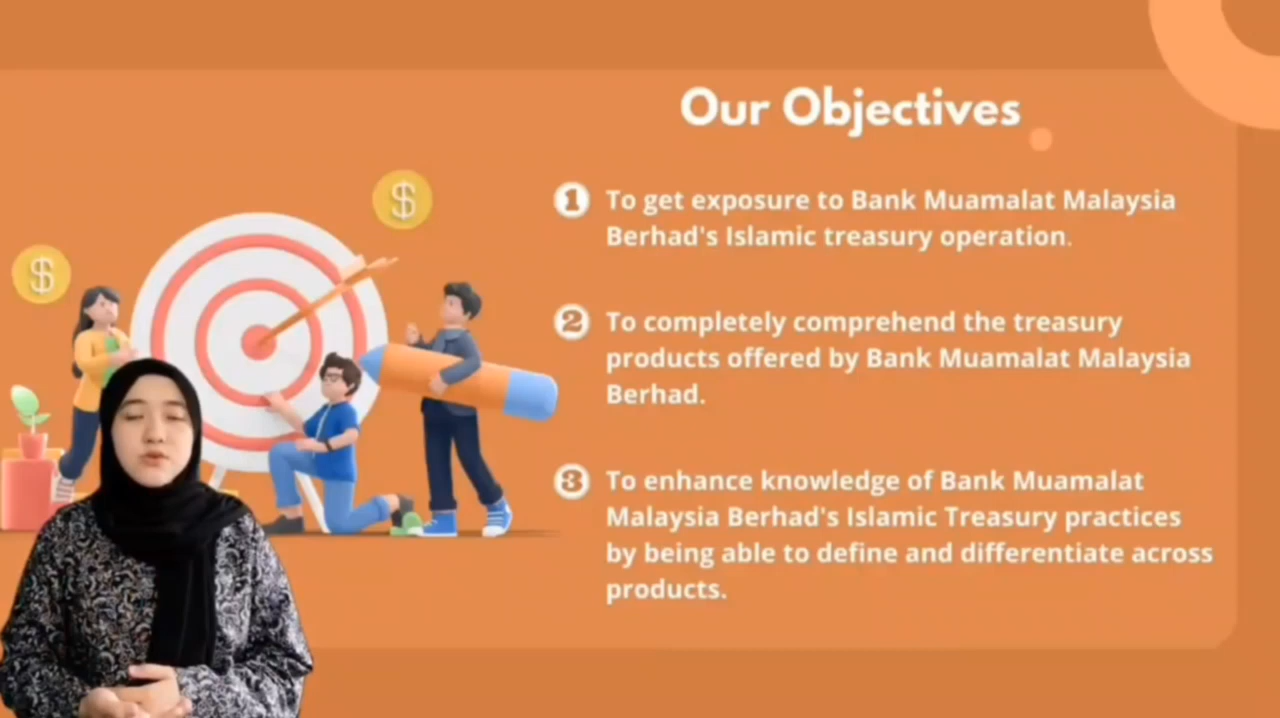 Our Objectives
$
$
1 To get exposure to Bank Muamalat Malaysia
Berhad's Islamic treasury operation.
2 To completely comprehend the treasury
products offered by Bank Muamalat Malaysia
Berhad.
3 To enhance knowledge of Bank Muamalat
Malaysia Berhad's Islamic Treasury practices
by being able to define and differentiate across
products.